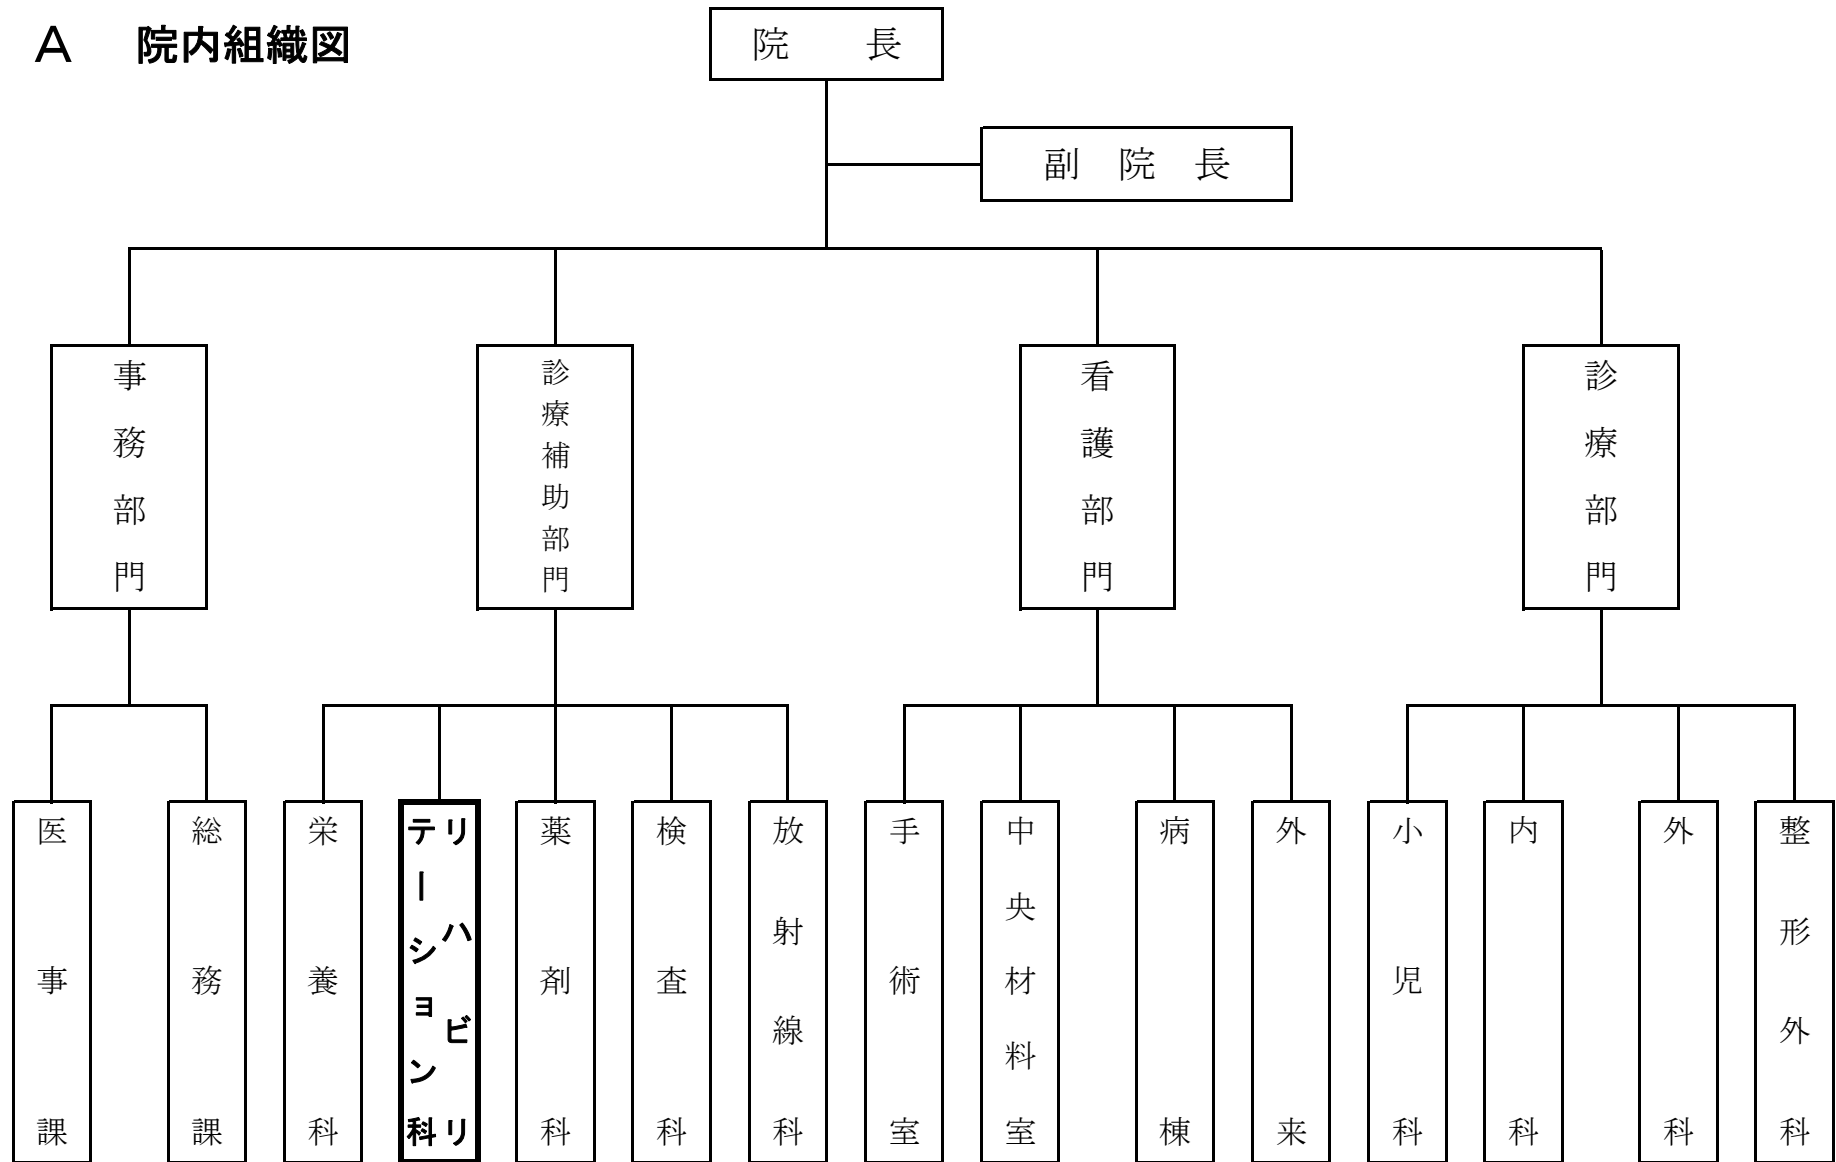 A 院内組織図
院長
副院長
事務部門
診療補助部門
看護部門
診療部門
医事課
総務課
栄養科
リハビリ
テーション科
薬剤科
検査科
放射線科
手術室
中央材料室
病棟
外来
小児科
内科
外科
整形外科